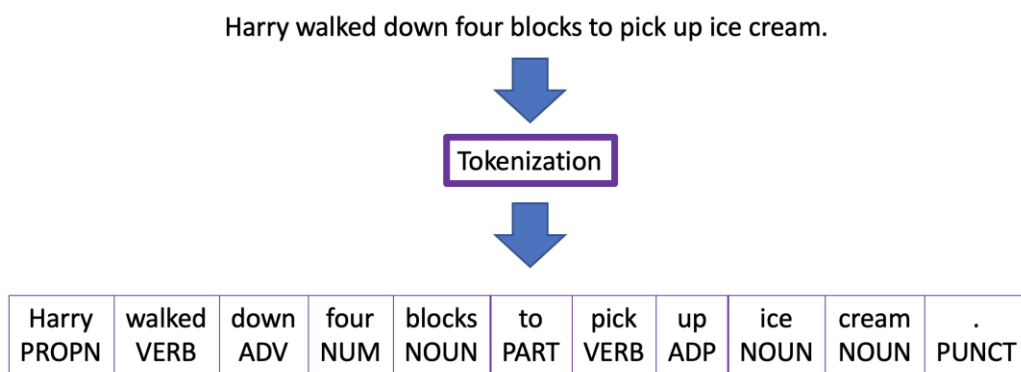 Harry walked down four blocks to pick up ice cream.
Tokenization
Harry walked down four blocks to pick up ice cream .
PROPN VERB ADV NUM NOUN PART VERB ADP NOUN NOUN PUNCT